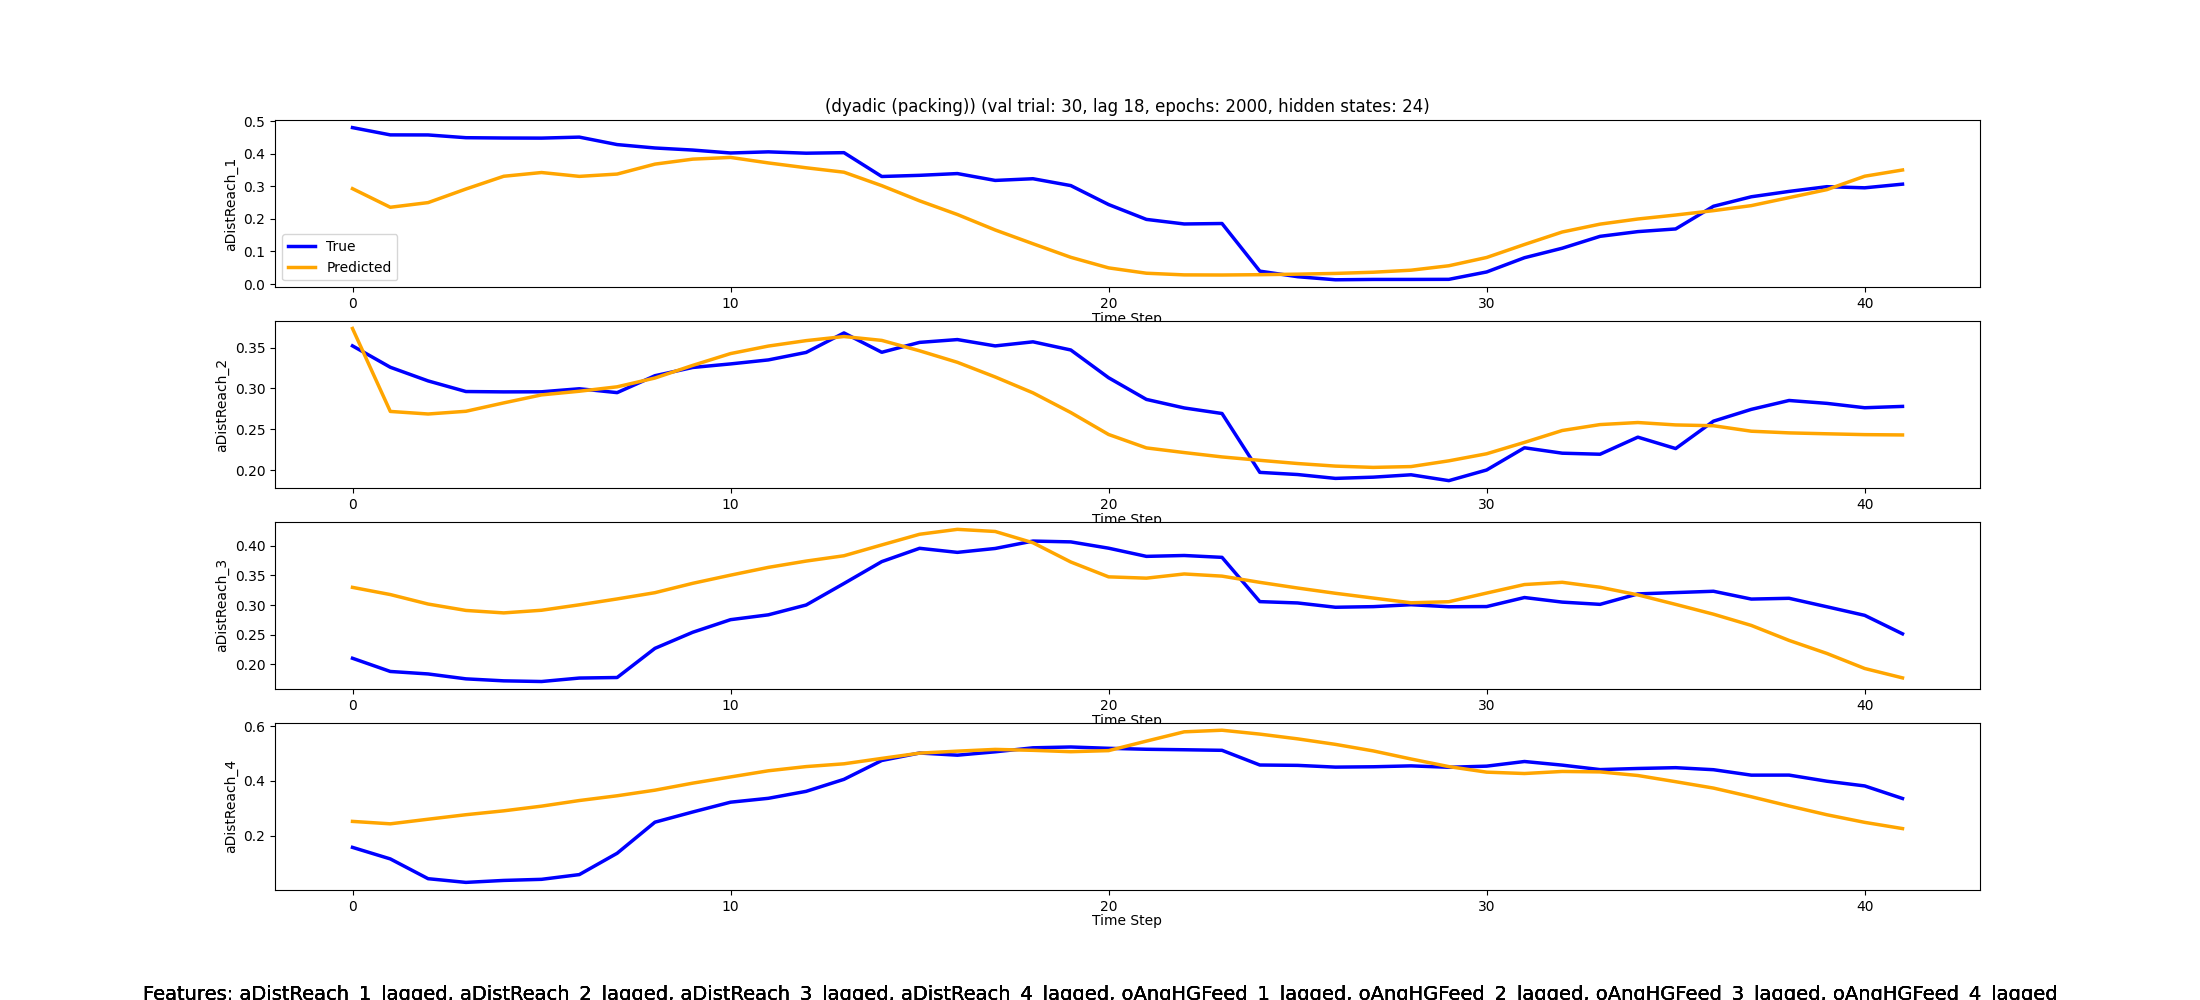 (dyadic (packing)) (val trial: 30, lag 18, epochs: 2000, hidden states: 24)
0.5
0.4
0.3
0.2
0.1
0.0
aDistReach_1
True
Predicted
0 10 20 30 40
Time Step
0.35
0.30
0.25
0.20
aDistReach_2
0 10 20 30 40
Time Step
0.40
0.35
0.30
0.25
0.20
aDistReach_3
0 10 20 30 40
Time Step
0.6
0.4
0.2
aDistReach_4
0 10 20 30 40
Time Step
Features: aDistReach_1_lagged, aDistReach_2_lagged, aDistReach_3_lagged, aDistReach_4_lagged, oAngHGFeed_1_lagged, oAngHGFeed_2_lagged, oAngHGFeed_3_lagged, oAngHGFeed_4_lagged